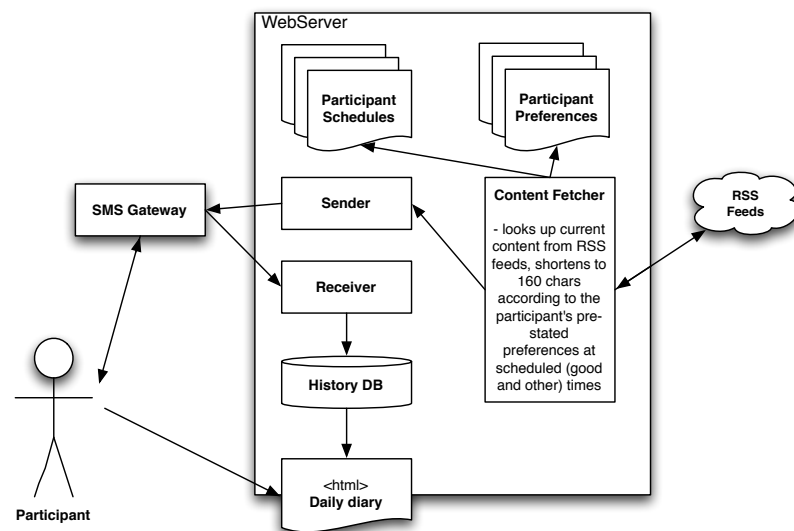 WebServer
Participant
Schedules
Participant
Preferences
SMS Gateway
Sender
Content Fetcher
- looks up current
content from RSS
feeds, shortens to
160 chars
according to the
participant's pre-
stated
preferences at
scheduled (good
and other) times
RSS
Feeds
Receiver
History DB
<html>
Daily diary
Participant